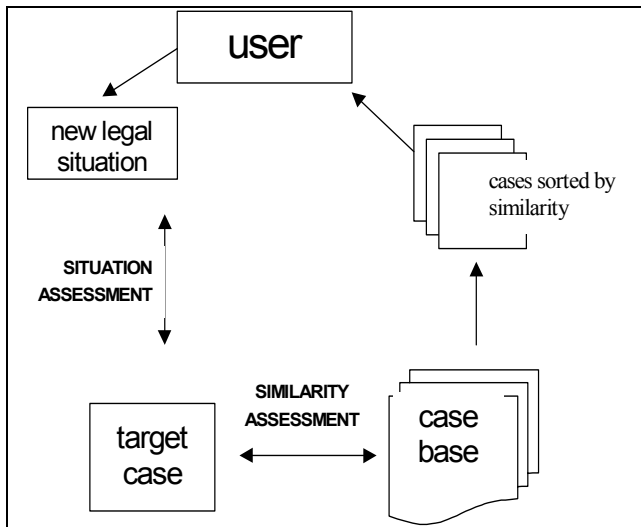 user
new legal
situation
cases sorted by
similarity
SITUATION
ASSESSMENT
SIMILARITY
ASSESSMENT
target
case
case
base